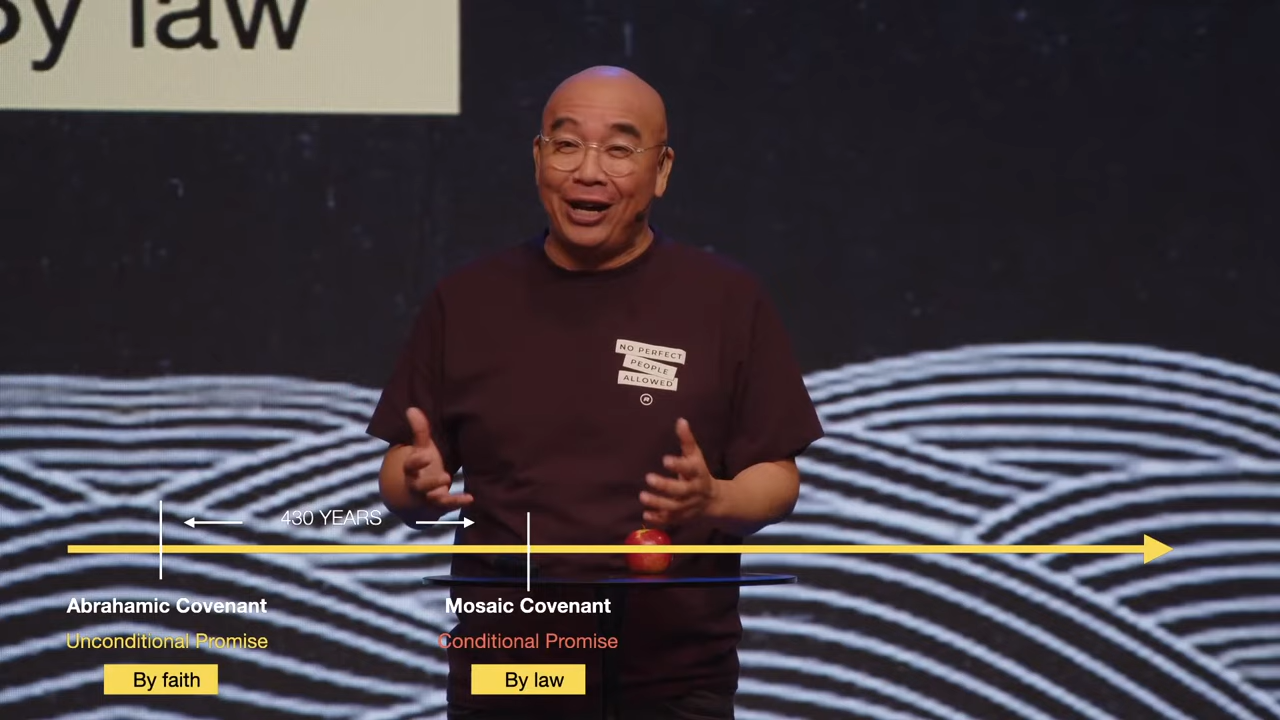 By law
NO PERFECT
PEOPLE
ALLOWED
R
430 YEARS
Abrahamic Covenant
Mosaic Covenant
Unconditional Promise
Conditional Promise
By faith
By law